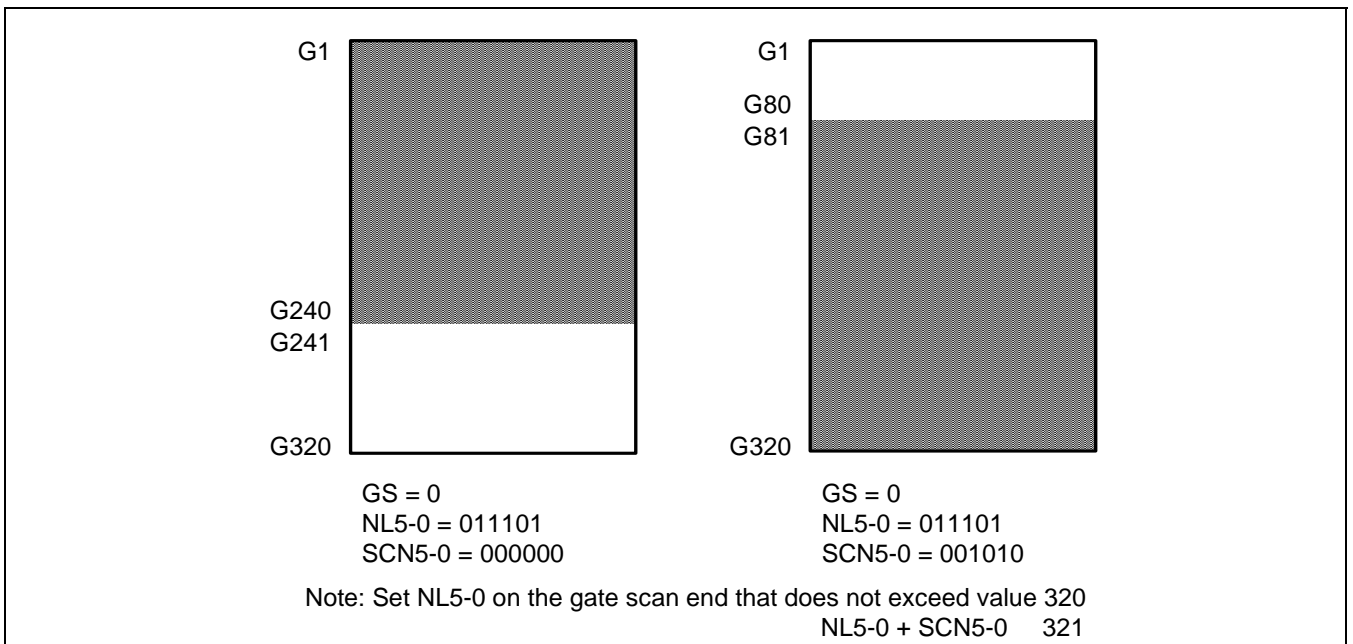 G1
G240
G241
G320
GS = 0
NL5-0 = 011101
SCN5-0 = 000000
G1
G80
G81
G320
GS = 0
NL5-0 = 011101
SCN5-0 = 001010
Note: Set NL5-0 on the gate scan end that does not exceed value 320
NL5-0 + SCN5-0 321